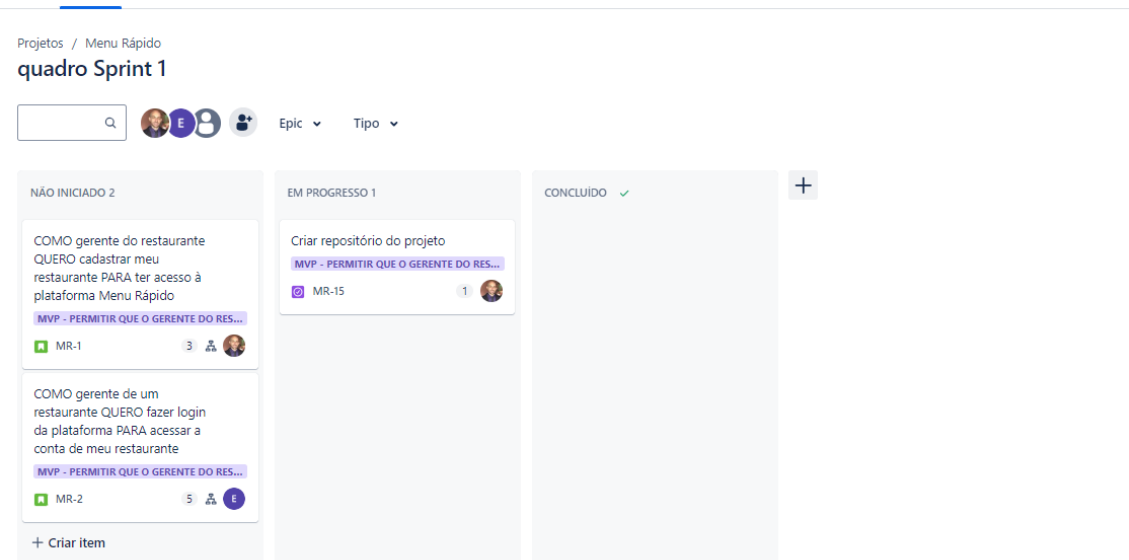 Projetos / Menu Rápido
quadro Sprint 1
E
Epic
Tipo
NÃO INICIADO 2
COMO gerente do restaurante
QUERO cadastrar meu
restaurante PARA ter acesso à
plataforma Menu Rápido
MVP - PERMITIR QUE O GERENTE DO RES...
MR-1 3
COMO gerente de um
restaurante QUERO fazer login
da plataforma PARA acessar a
conta de meu restaurante
MVP - PERMITIR QUE O GERENTE DO RES...
MR-2 5 E
+ Criar item
EM PROGRESSO 1
Criar repositório do projeto
MVP - PERMITIR QUE O GERENTE DO RES...
MR-15 1
CONCLUÍDO